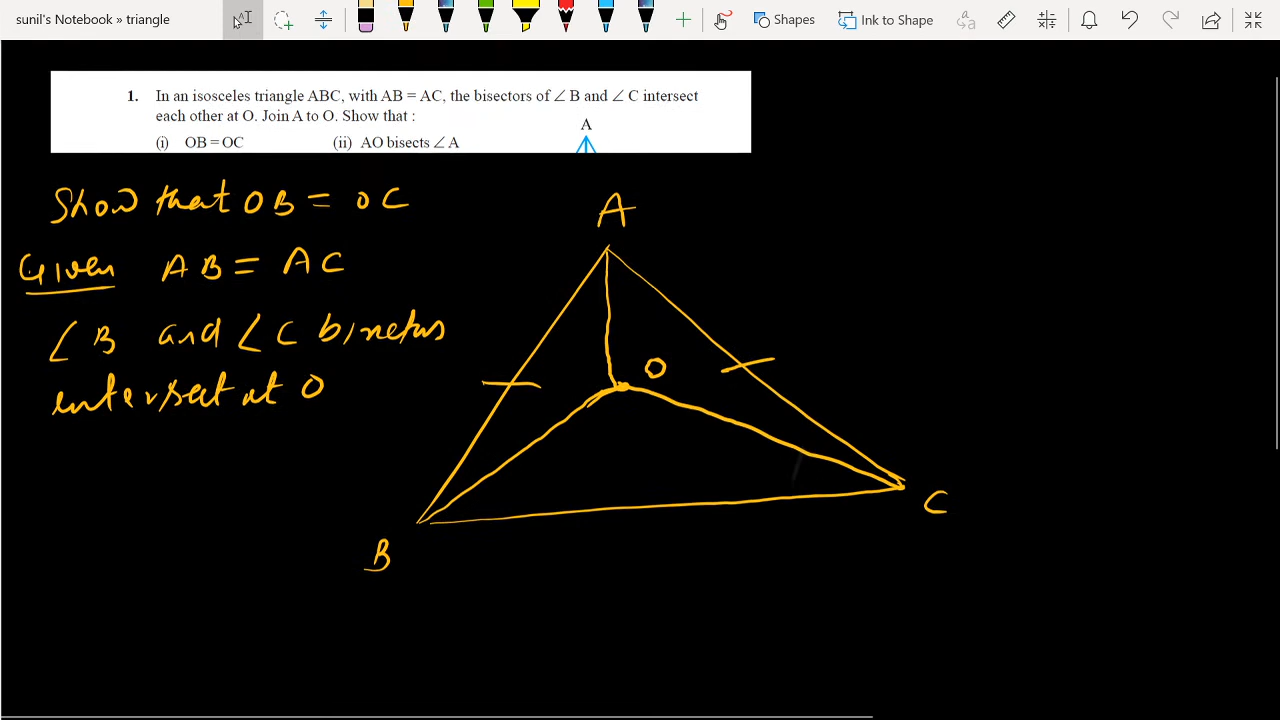 sunil's Notebook » triangle
Shapes
Ink to Shape
1. In an isosceles triangle ABC, with AB = AC, the bisectors of ∠ B and ∠ C intersect
each other at O. Join A to O. Show that :
(i) OB = OC (ii) AO bisects ∠ A
A
Show that OB = OC
Given AB = AC
∠ B and ∠ C
intersect at O
A
O
C
B